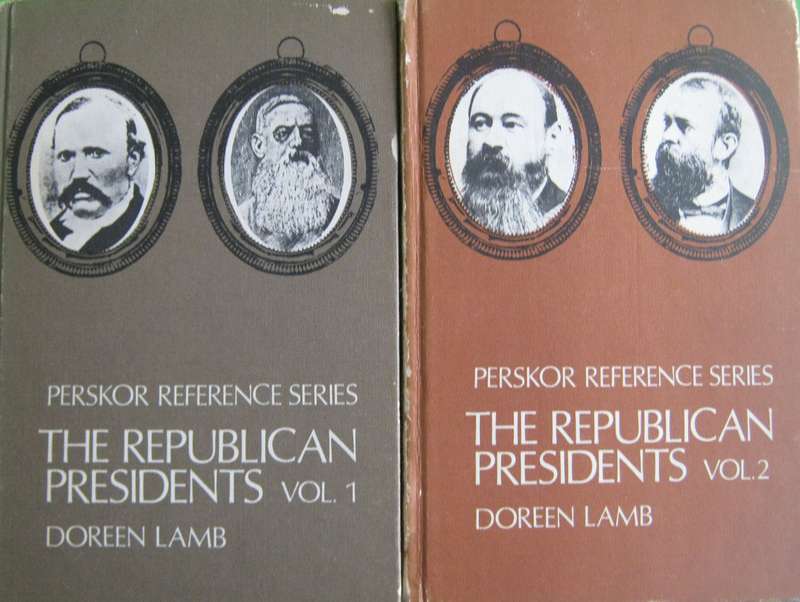 PERSKOR REFERENCE SERIES
THE REPUBLICAN
PRESIDENTS VOL. 1
DOREEN LAMB
PERSKOR REFERENCE SERIES
THE REPUBLICAN
PRESIDENTS VOL.2
DOREEN LAMB